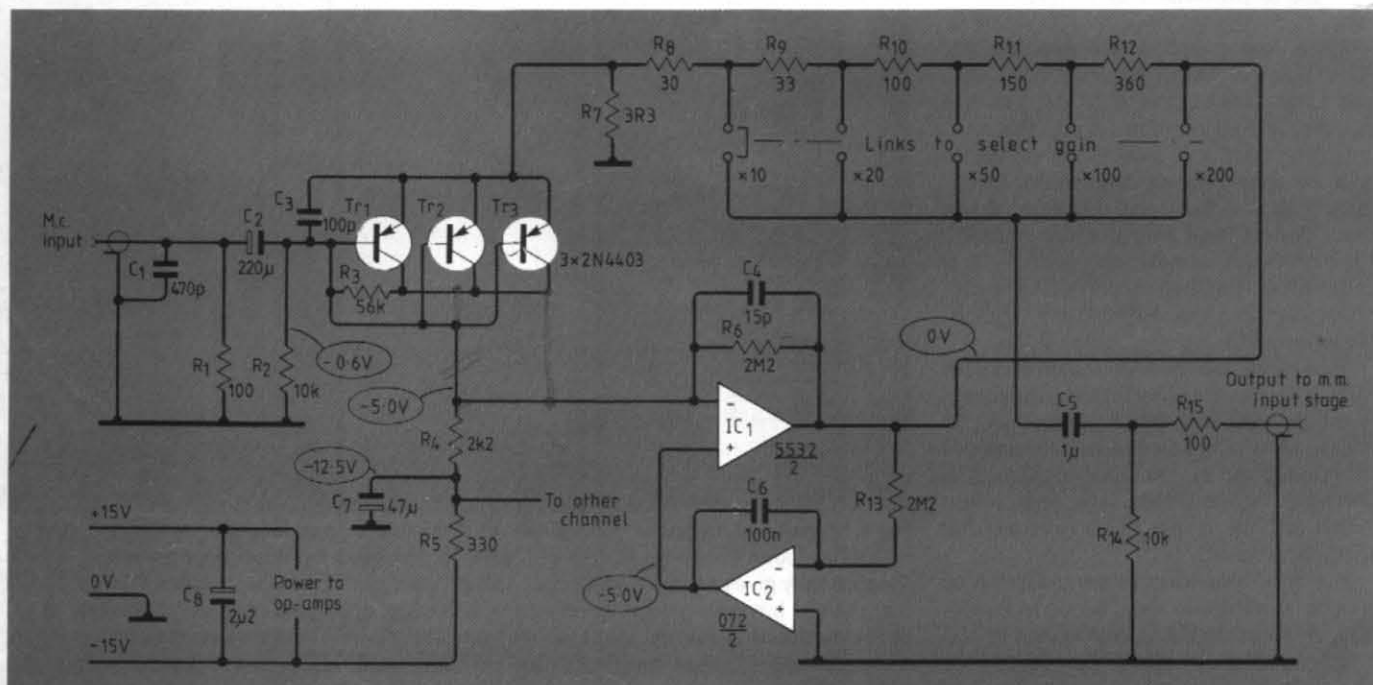 R8
30
R9
33
R10
100
R11
150
R12
360
R7
3R3
Links to select gain
×10
×20
×50
×100
×200
M.c.
input
C1
470p
C2
220μ
C3
100p
Tr1
Tr2
Tr3
3×2N4403
R3
56k
R1
100
R2
10k
-0.6V
-5.0V
R4
2k2
-12.5V
C7
47μ
To other
channel
R5
330
C4
15p
R6
2M2
0V
IC1
5532
2
R13
2M2
C6
100n
IC2
072
2
-5.0V
Output to m.m.
input stage
C5
1μ
R15
100
R14
10k
+15V
0V
-15V
C8
2μ2
Power to
op-amps